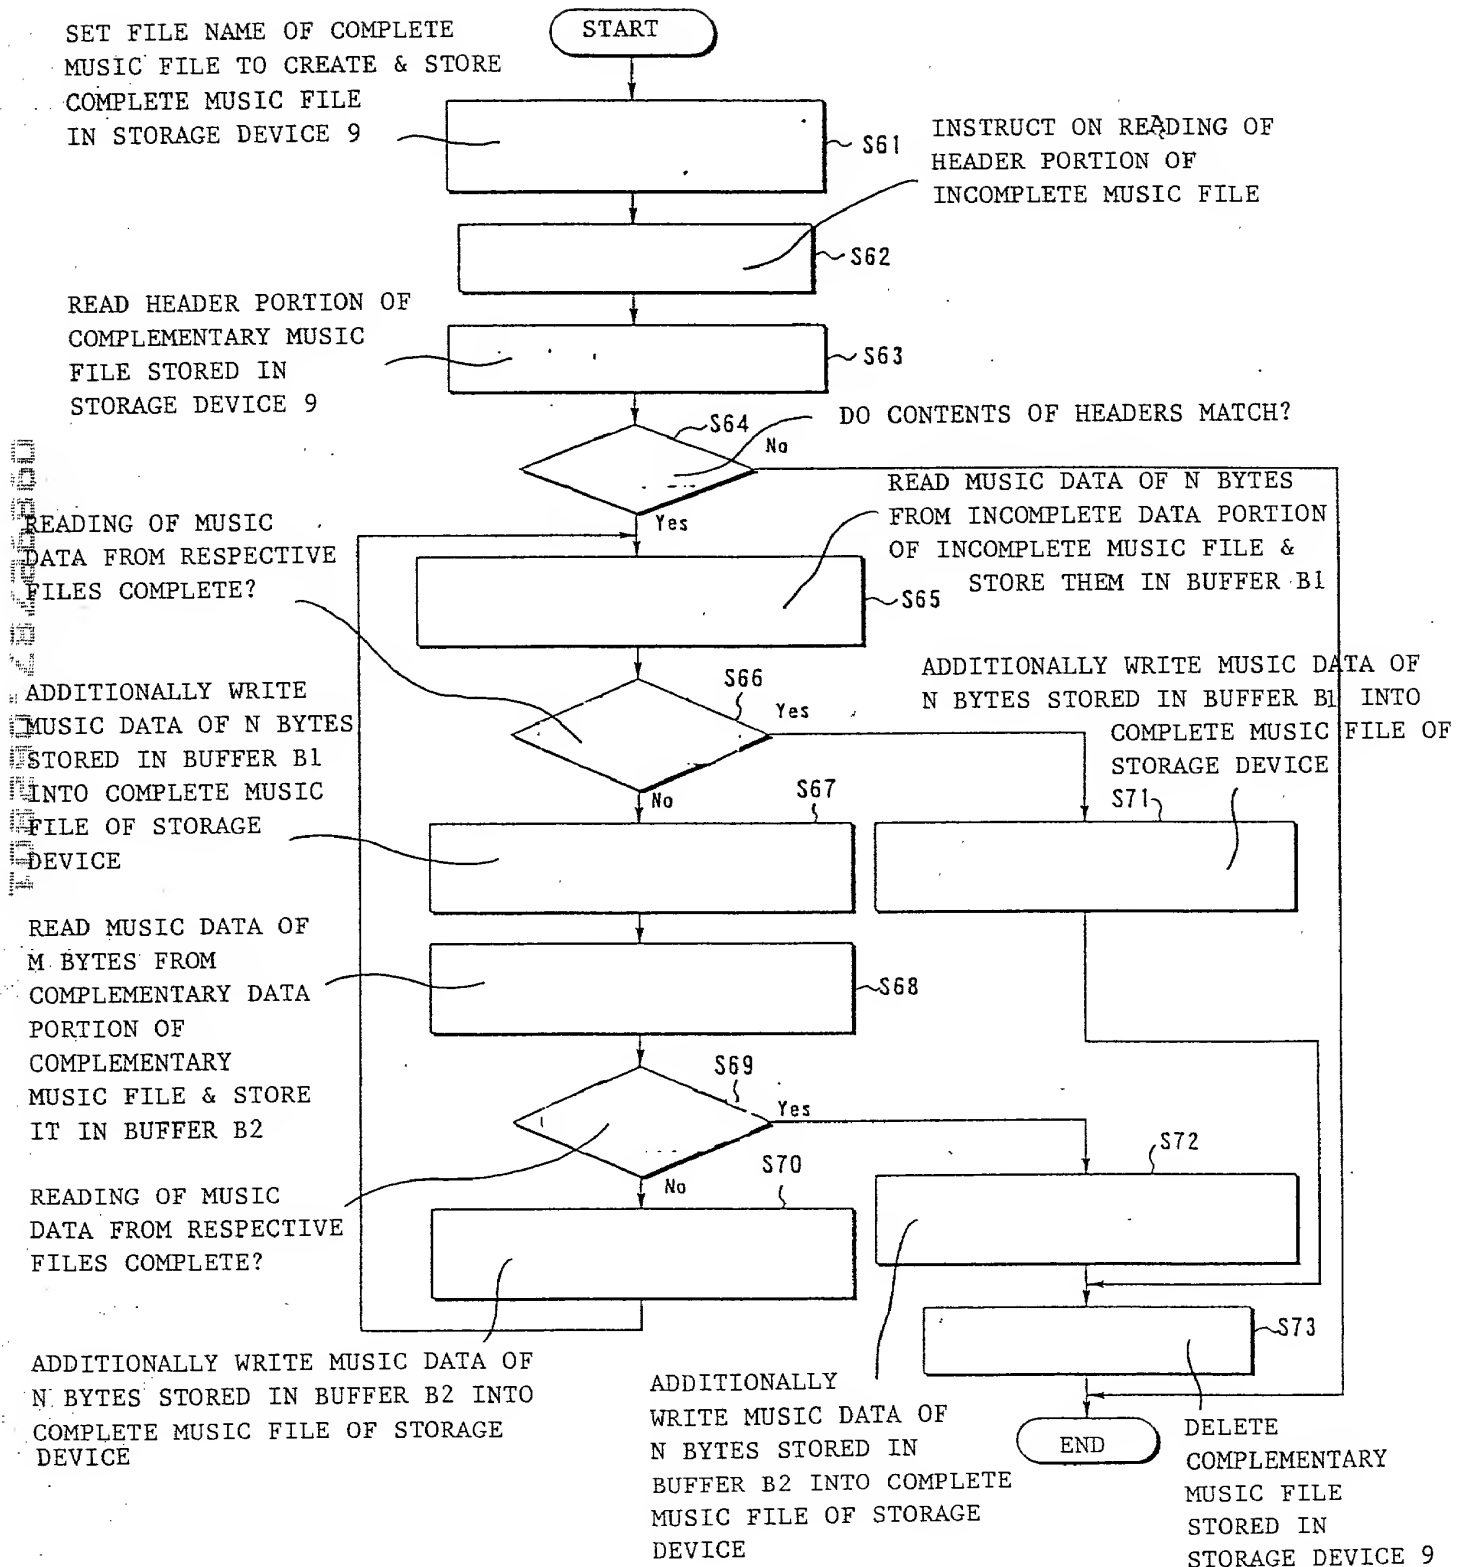 SET FILE NAME OF COMPLETE
MUSIC FILE TO CREATE & STORE
COMPLETE MUSIC FILE
IN STORAGE DEVICE 9
START
S61
INSTRUCT ON READING OF
HEADER PORTION OF
INCOMPLETE MUSIC FILE
S62
READ HEADER PORTION OF
COMPLEMENTARY MUSIC
FILE STORED IN
STORAGE DEVICE 9
S63
S64
DO CONTENTS OF HEADERS MATCH?
No
Yes
READ MUSIC DATA OF N BYTES
FROM INCOMPLETE DATA PORTION
OF INCOMPLETE MUSIC FILE &
STORE THEM IN BUFFER B1
S65
READING OF MUSIC
DATA FROM RESPECTIVE
FILES COMPLETE?
S66
Yes
No
ADDITIONALLY WRITE MUSIC DATA OF
N BYTES STORED IN BUFFER B1 INTO
COMPLETE MUSIC FILE OF
STORAGE DEVICE
S71
ADDITIONALLY WRITE
MUSIC DATA OF N BYTES
STORED IN BUFFER B1
INTO COMPLETE MUSIC
FILE OF STORAGE
DEVICE
S67
READ MUSIC DATA OF
M BYTES FROM
COMPLEMENTARY DATA
PORTION OF
COMPLEMENTARY
MUSIC FILE & STORE
IT IN BUFFER B2
S68
S69
Yes
No
READING OF MUSIC
DATA FROM RESPECTIVE
FILES COMPLETE?
S70
S72
ADDITIONALLY WRITE MUSIC DATA OF
N BYTES STORED IN BUFFER B2 INTO
COMPLETE MUSIC FILE OF STORAGE
DEVICE
ADDITIONALLY
WRITE MUSIC DATA OF
N BYTES STORED IN
BUFFER B2 INTO COMPLETE
MUSIC FILE OF STORAGE
DEVICE
S73
END
DELETE
COMPLEMENTARY
MUSIC FILE
STORED IN
STORAGE DEVICE 9